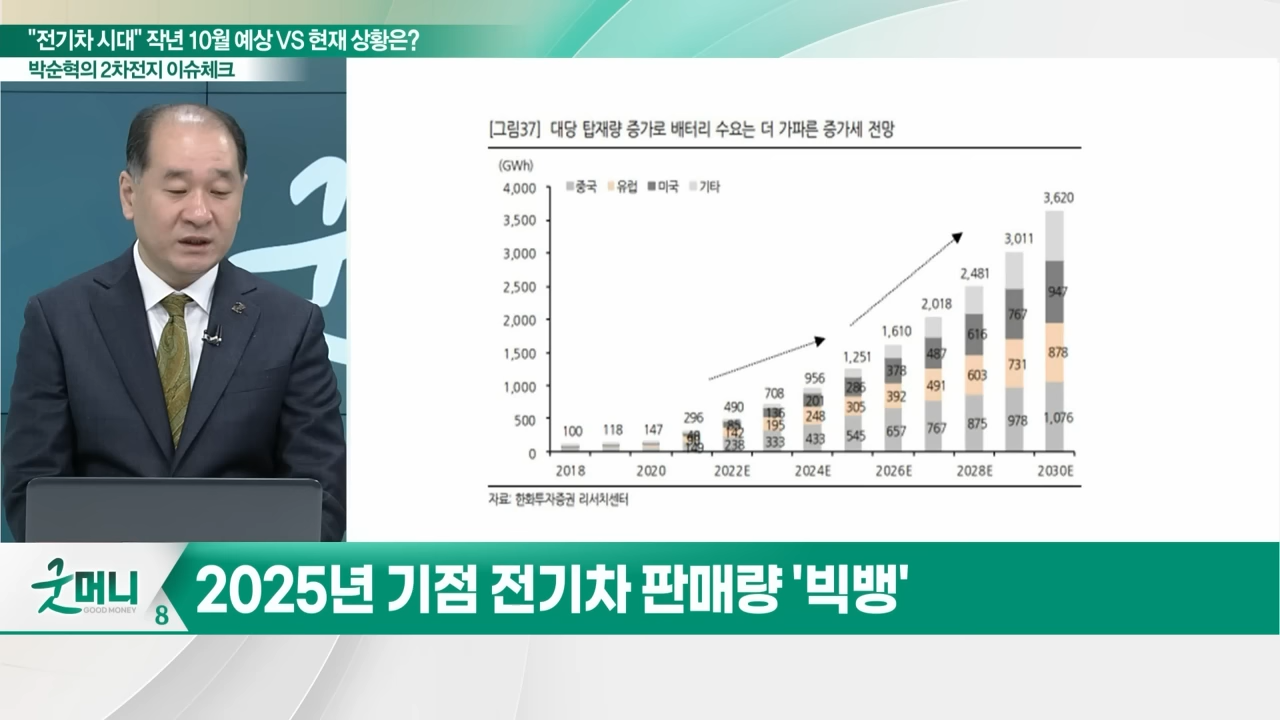 "전기차 시대" 작년 10월 예상 VS 현재 상황은?
박순혁의 2차전지 이슈체크
[그림37] 대당 탑재량 증가로 배터리 수요는 더 가파른 증가세 전망
(GWh)
중국 유럽 미국 기타
4,000
3,500
3,000
2,500
2,000
1,500
1,000
500
0
100 118 147 296 490 708 956 1,251 1,610 2,018 2,481 3,011 3,620
136 201 286 378 487 616 767 947
142 195 248 305 392 491 603 731 878
149 238 333 433 545 657 767 875 978 1,076
2018 2020 2022E 2024E 2026E 2028E 2030E
자료: 한화투자증권 리서치센터
굿머니
GOOD MONEY
8
2025년 기점 전기차 판매량 '빅뱅'